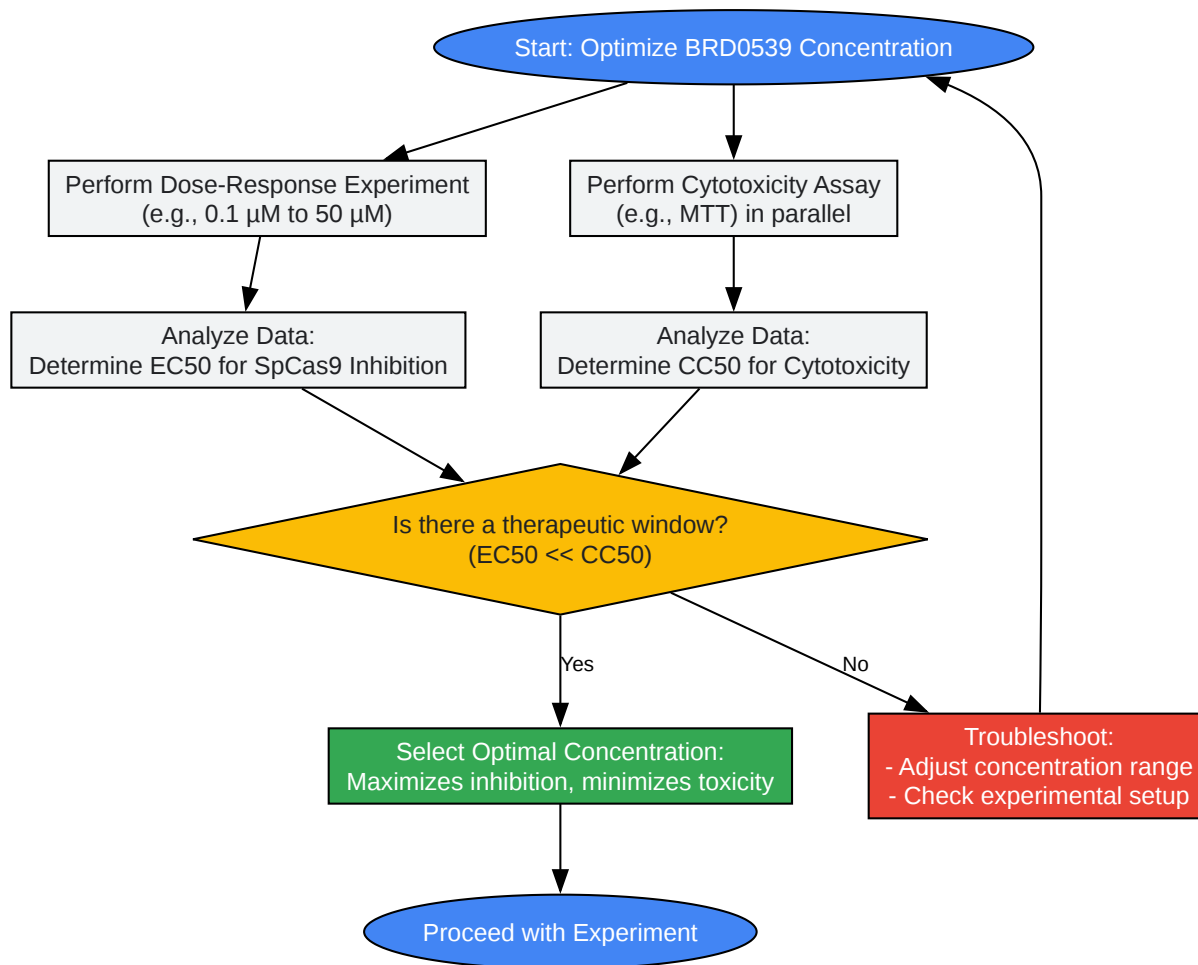 Start: Optimize BRD0539 Concentration
Perform Dose-Response Experiment
(e.g., 0.1 µM to 50 µM)
Perform Cytotoxicity Assay
(e.g., MTT) in parallel
Analyze Data:
Determine EC50 for SpCas9 Inhibition
Analyze Data:
Determine CC50 for Cytotoxicity
Is there a therapeutic window?
(EC50 << CC50)
Yes
No
Select Optimal Concentration:
Maximizes inhibition, minimizes toxicity
Troubleshoot:
- Adjust concentration range
- Check experimental setup
Proceed with Experiment